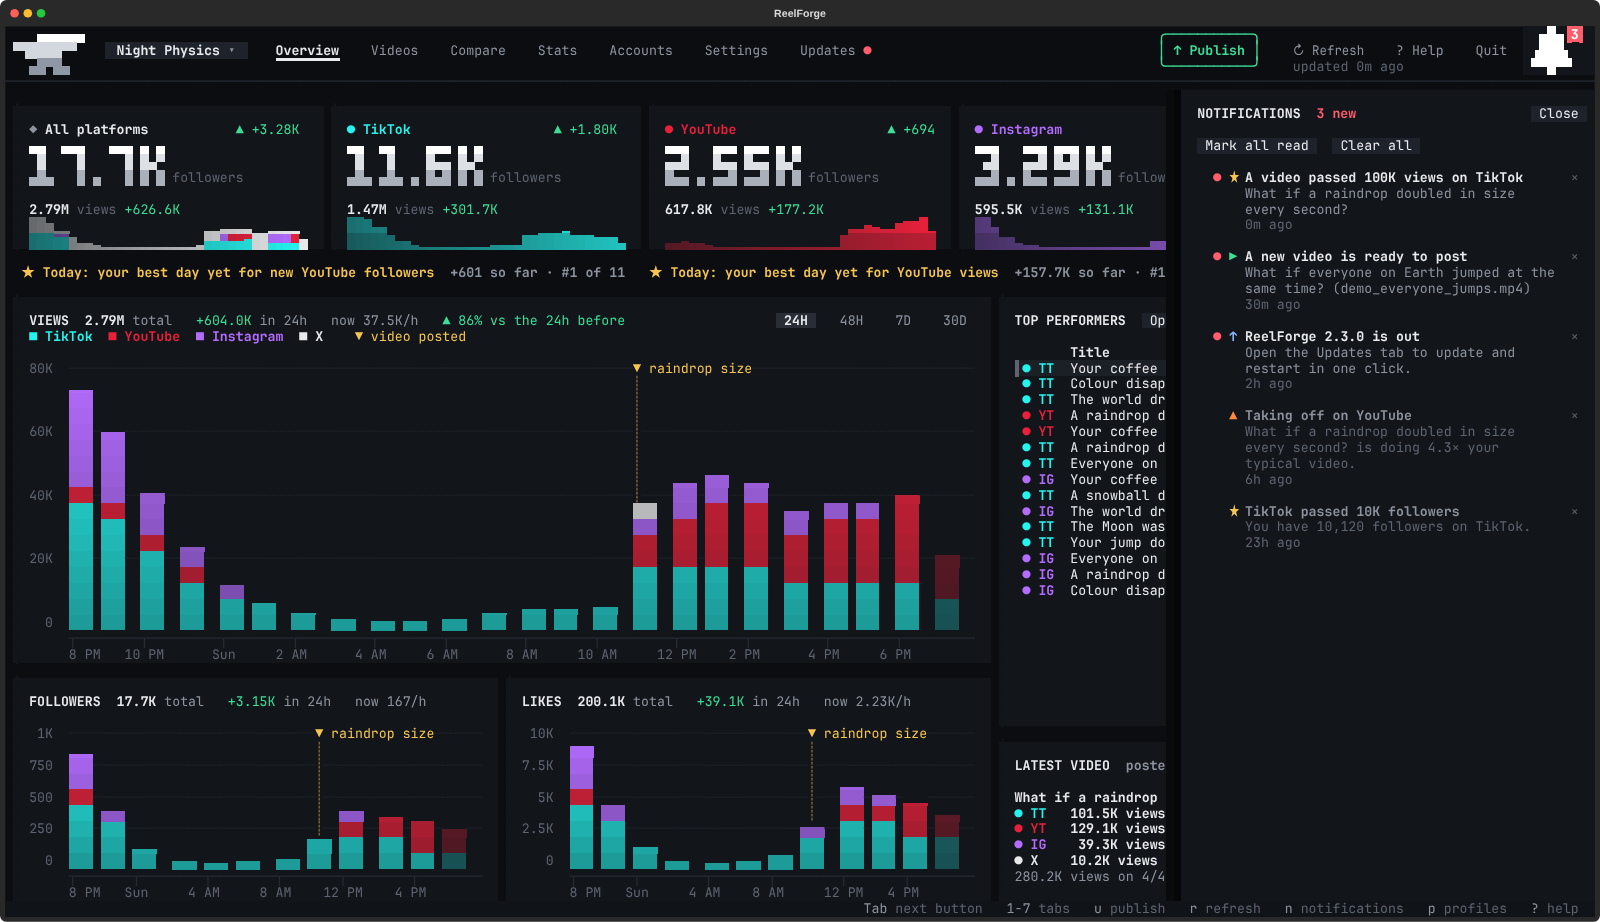 ReelForge
Night Physics ▾ Overview Videos Compare Stats Accounts Settings Updates ● ↑ Publish ↻ Refresh ? Help Quit 3
updated 0m ago
◆ All platforms ▲ +3.28K
17.7K followers
2.79M views +626.6K
● TikTok ▲ +1.80K
11.6K followers
1.47M views +301.7K
● YouTube ▲ +694
2.55K followers
617.8K views +177.2K
● Instagram
3.29K follow
595.5K views +131.1K
★ Today: your best day yet for new YouTube followers +601 so far · #1 of 11 ★ Today: your best day yet for YouTube views +157.7K so far · #1
VIEWS 2.79M total +604.0K in 24h now 37.5K/h ▲ 86% vs the 24h before 24H 48H 7D 30D
■ TikTok ■ YouTube ■ Instagram ■ X ▼ video posted
▼ raindrop size
80K
60K
40K
20K
0
8 PM 10 PM Sun 2 AM 4 AM 6 AM 8 AM 10 AM 12 PM 2 PM 4 PM 6 PM
FOLLOWERS 17.7K total +3.15K in 24h now 167/h
▼ raindrop size
1K
750
500
250
0
8 PM Sun 4 AM 8 AM 12 PM 4 PM
LIKES 200.1K total +39.1K in 24h now 2.23K/h
▼ raindrop size
10K
7.5K
5K
2.5K
0
8 PM Sun 4 AM 8 AM 12 PM 4 PM
TOP PERFORMERS Op
Title
● TT Your coffee
● TT Colour disap
● TT The world dr
● YT A raindrop d
● YT Your coffee
● TT A raindrop d
● TT Everyone on
● IG Your coffee
● TT A snowball d
● IG The world dr
● TT The Moon was
● TT Your jump do
● IG Everyone on
● IG A raindrop d
● IG Colour disap
LATEST VIDEO poste
What if a raindrop
● TT 101.5K views
● YT 129.1K views
● IG 39.3K views
● X 10.2K views
280.2K views on 4/4
NOTIFICATIONS 3 new Close
Mark all read Clear all
● ★ A video passed 100K views on TikTok ×
What if a raindrop doubled in size
every second?
0m ago
● ▶ A new video is ready to post ×
What if everyone on Earth jumped at the
same time? (demo_everyone_jumps.mp4)
30m ago
● ↑ ReelForge 2.3.0 is out ×
Open the Updates tab to update and
restart in one click.
2h ago
▲ Taking off on YouTube ×
What if a raindrop doubled in size
every second? is doing 4.3× your
typical video.
6h ago
★ TikTok passed 10K followers ×
You have 10,120 followers on TikTok.
23h ago
Tab next button 1-7 tabs u publish r refresh n notifications p profiles ? help